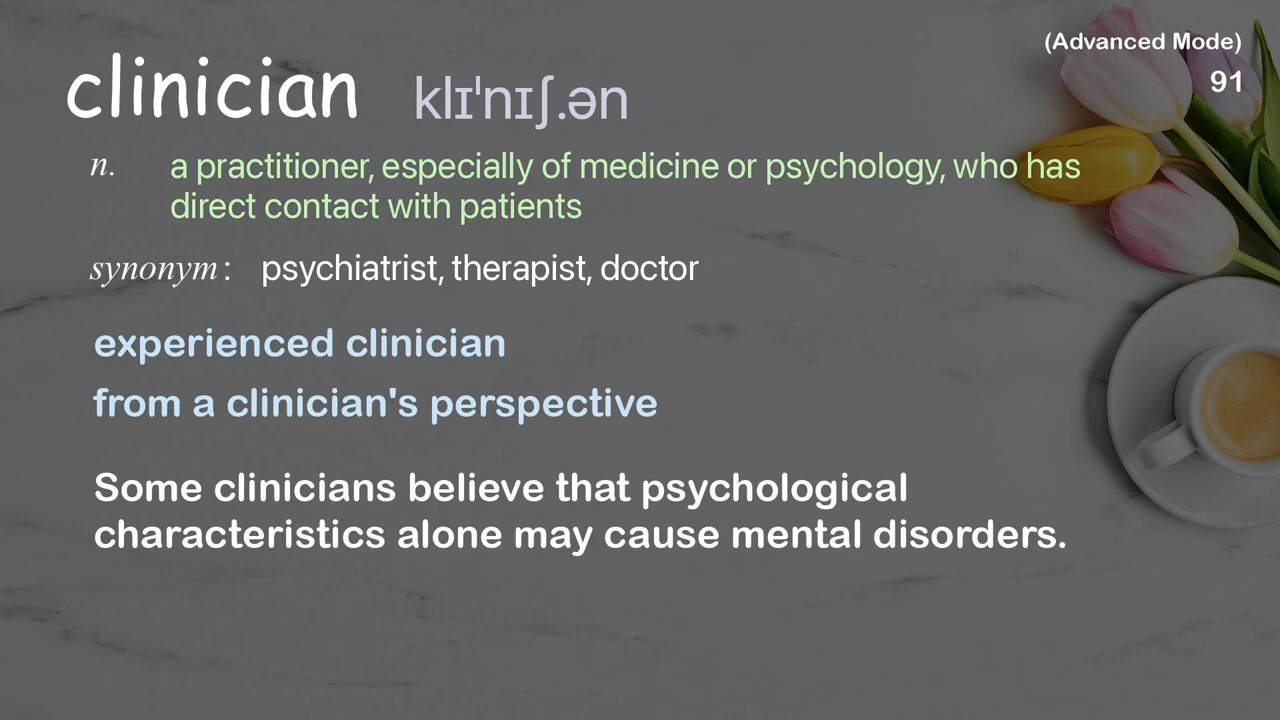 (Advanced Mode)
91
clinician klɪˈnɪʃ.ən
n. a practitioner, especially of medicine or psychology, who has
direct contact with patients
synonym: psychiatrist, therapist, doctor
experienced clinician
from a clinician's perspective
Some clinicians believe that psychological
characteristics alone may cause mental disorders.